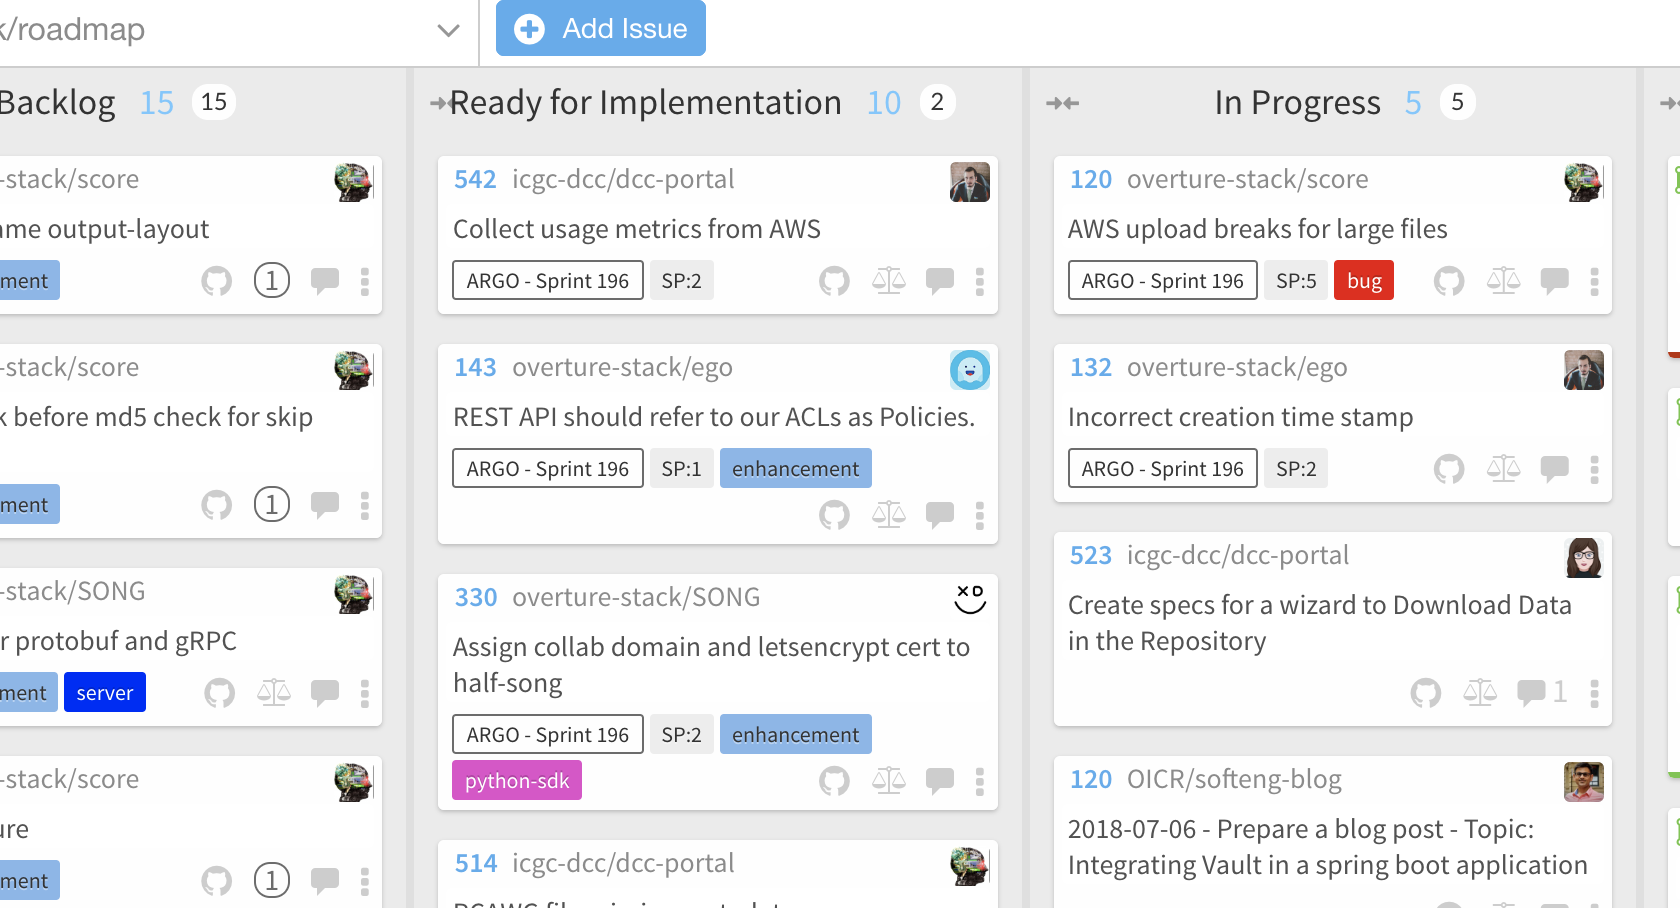 k/roadmap
Add Issue
Backlog 15 15
-stack/score
ame output-layout
ment
1
-stack/score
k before md5 check for skip
ment
1
-stack/SONG
r protobuf and gRPC
ment server
-stack/score
ure
ment
1
Ready for Implementation 10 2
542 icgc-dcc/dcc-portal
Collect usage metrics from AWS
ARGO - Sprint 196 SP:2
143 overture-stack/ego
REST API should refer to our ACLs as Policies.
ARGO - Sprint 196 SP:1 enhancement
330 overture-stack/SONG
Assign collab domain and letsencrypt cert to
half-song
ARGO - Sprint 196 SP:2 enhancement
python-sdk
514 icgc-dcc/dcc-portal
In Progress 5 5
120 overture-stack/score
AWS upload breaks for large files
ARGO - Sprint 196 SP:5 bug
132 overture-stack/ego
Incorrect creation time stamp
ARGO - Sprint 196 SP:2
523 icgc-dcc/dcc-portal
Create specs for a wizard to Download Data
in the Repository
1
120 OICR/softeng-blog
2018-07-06 - Prepare a blog post - Topic:
Integrating Vault in a spring boot application